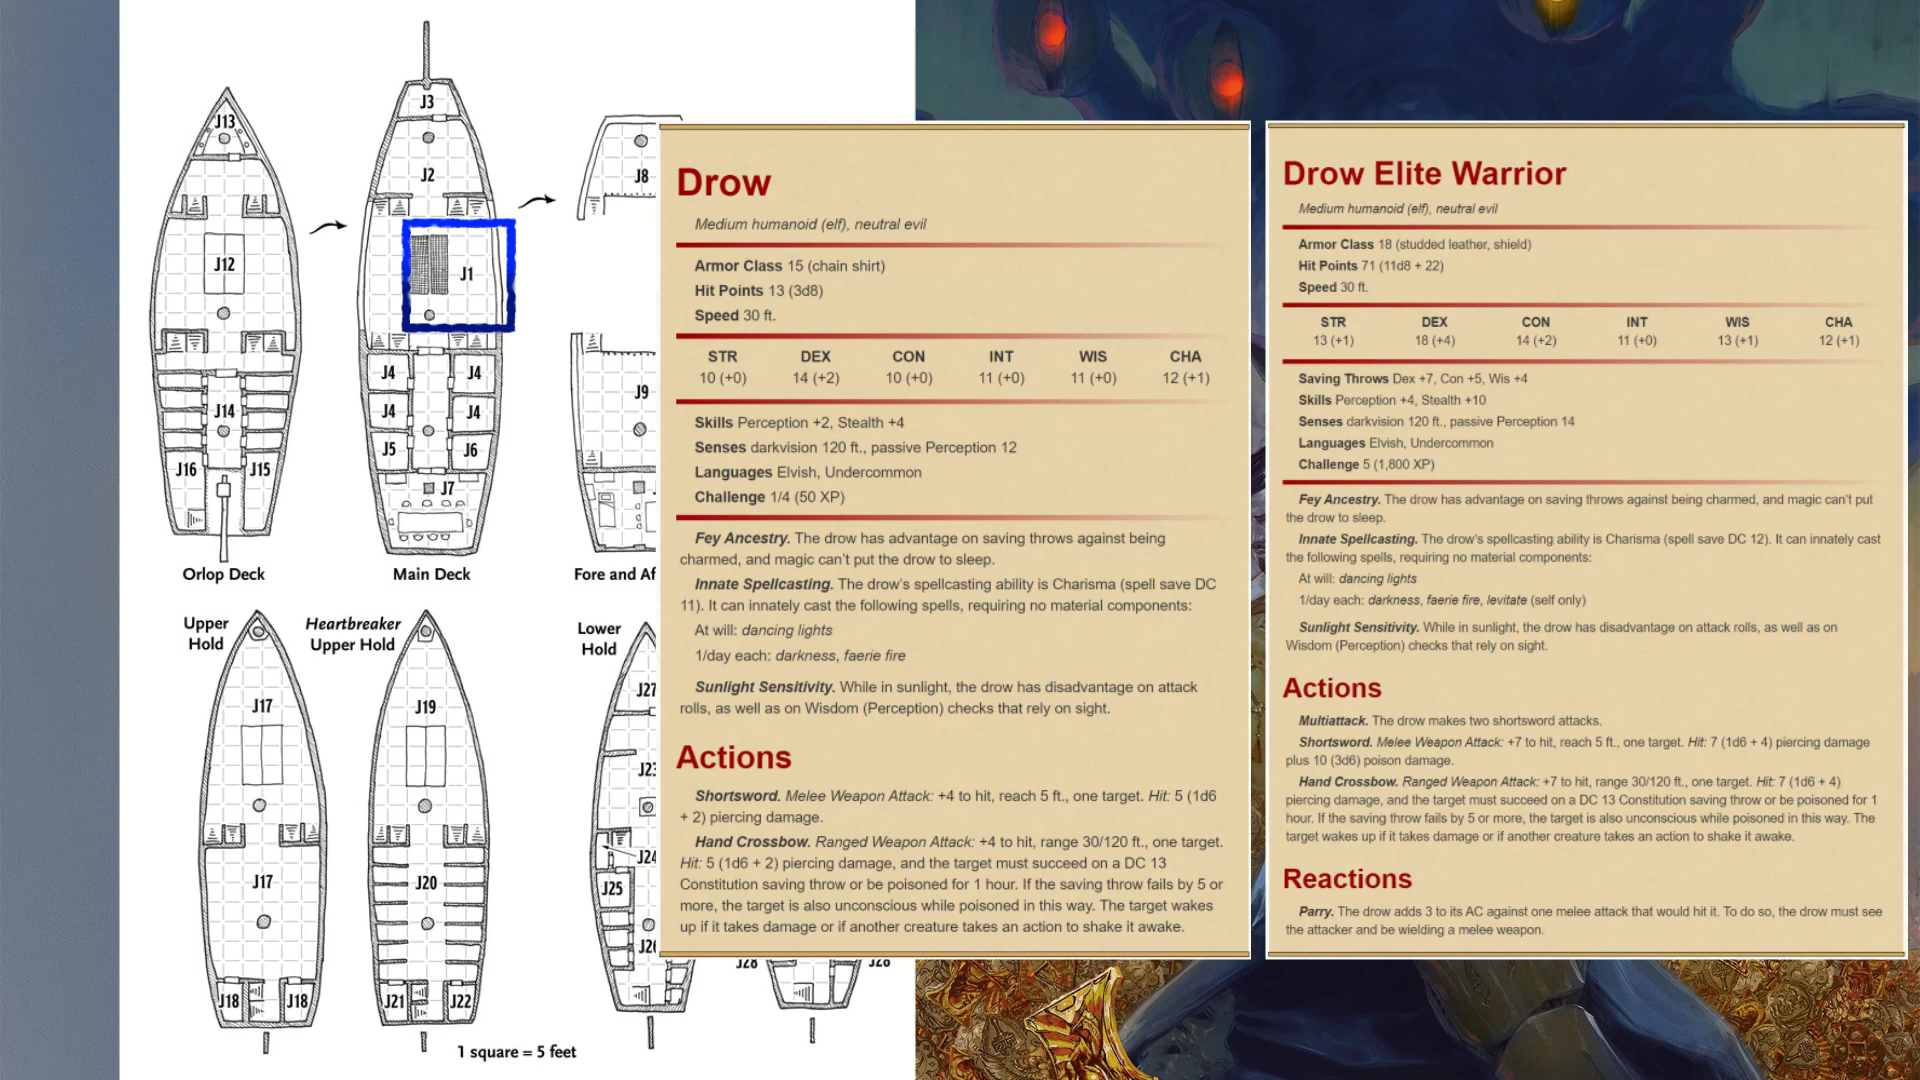 J13
J12
J14
J16
J15
Orlop Deck
J3
J2
J1
J4
J4
J4
J4
J5
J6
J7
Main Deck
J8
J9
Fore and Af
Upper
Hold
J17
J17
J18
J18
Heartbreaker
Upper Hold
J19
J20
J21
J22
Lower
Hold
J27
J23
J24
J25
J26
J28
J28
1 square = 5 feet
Drow
Medium humanoid (elf), neutral evil
Armor Class 15 (chain shirt)
Hit Points 13 (3d8)
Speed 30 ft.
STR DEX CON INT WIS CHA
10 (+0) 14 (+2) 10 (+0) 11 (+0) 11 (+0) 12 (+1)
Skills Perception +2, Stealth +4
Senses darkvision 120 ft., passive Perception 12
Languages Elvish, Undercommon
Challenge 1/4 (50 XP)
Fey Ancestry. The drow has advantage on saving throws against being
charmed, and magic can't put the drow to sleep.
Innate Spellcasting. The drow's spellcasting ability is Charisma (spell save DC
11). It can innately cast the following spells, requiring no material components:
At will: dancing lights
1/day each: darkness, faerie fire
Sunlight Sensitivity. While in sunlight, the drow has disadvantage on attack
rolls, as well as on Wisdom (Perception) checks that rely on sight.
Actions
Shortsword. Melee Weapon Attack: +4 to hit, reach 5 ft., one target. Hit: 5 (1d6
+ 2) piercing damage.
Hand Crossbow. Ranged Weapon Attack: +4 to hit, range 30/120 ft., one target.
Hit: 5 (1d6 + 2) piercing damage, and the target must succeed on a DC 13
Constitution saving throw or be poisoned for 1 hour. If the saving throw fails by 5 or
more, the target is also unconscious while poisoned in this way. The target wakes
up if it takes damage or if another creature takes an action to shake it awake.
Drow Elite Warrior
Medium humanoid (elf), neutral evil
Armor Class 18 (studded leather, shield)
Hit Points 71 (11d8 + 22)
Speed 30 ft.
STR DEX CON INT WIS CHA
13 (+1) 18 (+4) 14 (+2) 11 (+0) 13 (+1) 12 (+1)
Saving Throws Dex +7, Con +5, Wis +4
Skills Perception +4, Stealth +10
Senses darkvision 120 ft., passive Perception 14
Languages Elvish, Undercommon
Challenge 5 (1,800 XP)
Fey Ancestry. The drow has advantage on saving throws against being charmed, and magic can't put
the drow to sleep.
Innate Spellcasting. The drow's spellcasting ability is Charisma (spell save DC 12). It can innately cast
the following spells, requiring no material components:
At will: dancing lights
1/day each: darkness, faerie fire, levitate (self only)
Sunlight Sensitivity. While in sunlight, the drow has disadvantage on attack rolls, as well as on
Wisdom (Perception) checks that rely on sight.
Actions
Multiattack. The drow makes two shortsword attacks.
Shortsword. Melee Weapon Attack: +7 to hit, reach 5 ft., one target. Hit: 7 (1d6 + 4) piercing damage
plus 10 (3d6) poison damage.
Hand Crossbow. Ranged Weapon Attack: +7 to hit, range 30/120 ft., one target. Hit: 7 (1d6 + 4)
piercing damage, and the target must succeed on a DC 13 Constitution saving throw or be poisoned for 1
hour. If the saving throw fails by 5 or more, the target is also unconscious while poisoned in this way. The
target wakes up if it takes damage or if another creature takes an action to shake it awake.
Reactions
Parry. The drow adds 3 to its AC against one melee attack that would hit it. To do so, the drow must see
the attacker and be wielding a melee weapon.